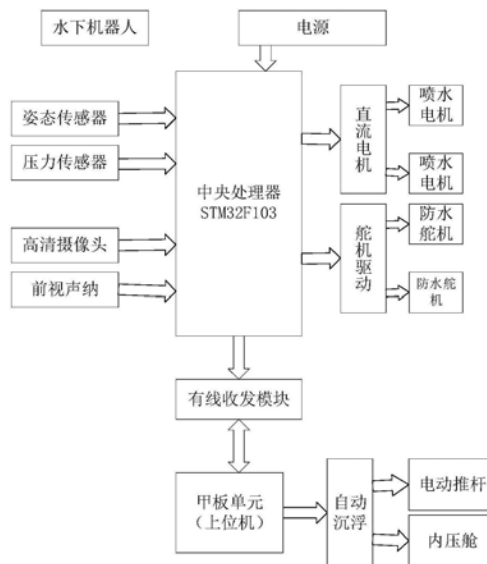 水下机器人
电源
姿态传感器
压力传感器
高清摄像头
前视声纳
中央处理器
STM32F103
直流电机
喷水
电机
喷水
电机
舵机驱动
防水
舵机
防水舵
机
有线收发模块
甲板单元
（上位机）
自动
沉浮
电动推杆
内压舱